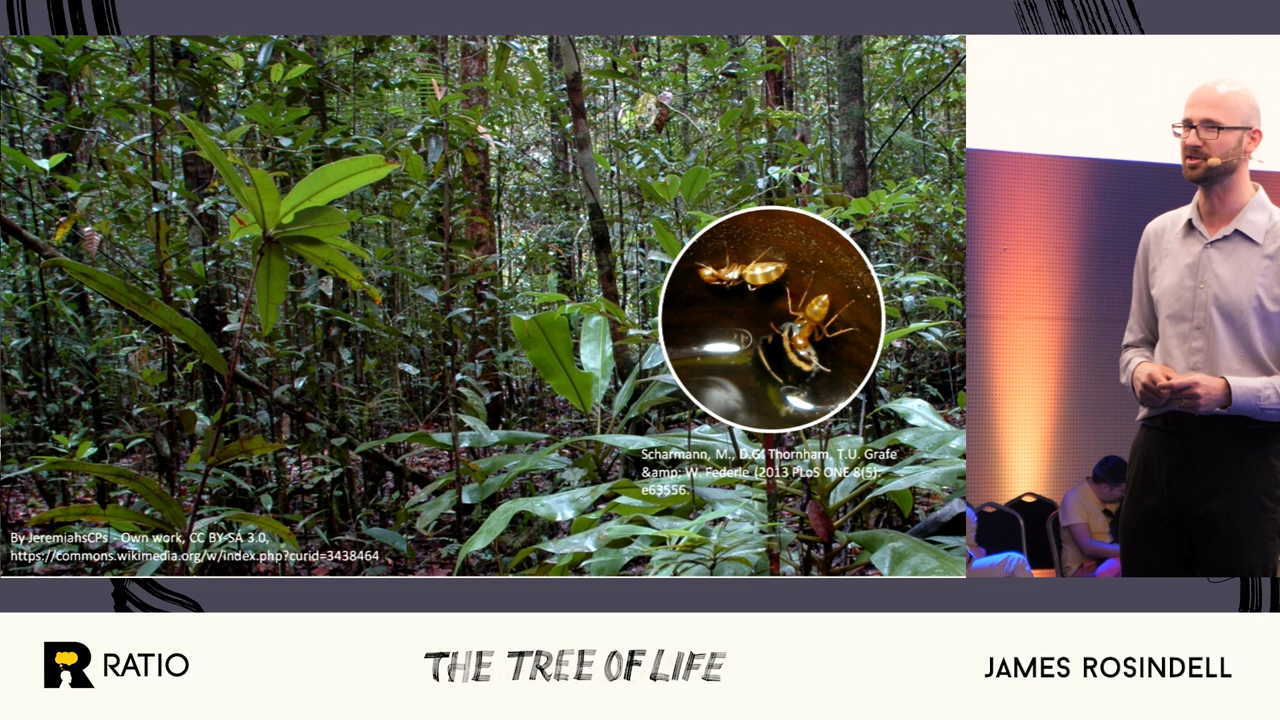 Scharmann, M., D.G. Thornham, T.U. Grafe
&amp; W. Federle (2013 PLoS ONE 8(5):
e63556.
By JeremiahsCPs - Own work, CC BY-SA 3.0,
https://commons.wikimedia.org/w/index.php?curid=3438464
RATIO
THE TREE OF LIFE
JAMES ROSINDELL